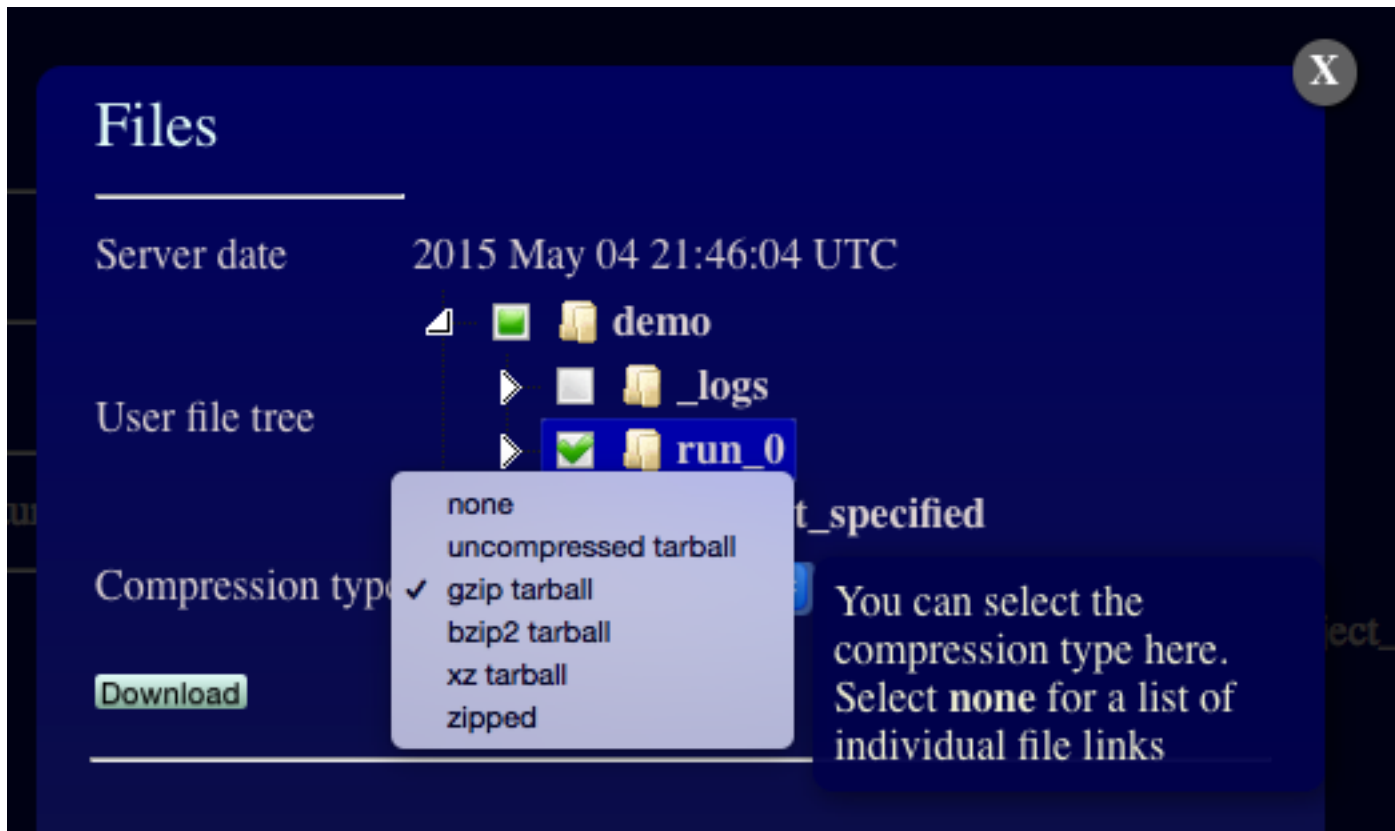 X
Files
Server date 2015 May 04 21:46:04 UTC
demo
_logs
User file tree
run_0
t_specified
Compression type
none
uncompressed tarball
✓ gzip tarball
bzip2 tarball
xz tarball
zipped
You can select the
compression type here.
Select none for a list of
individual file links
Download
ject_